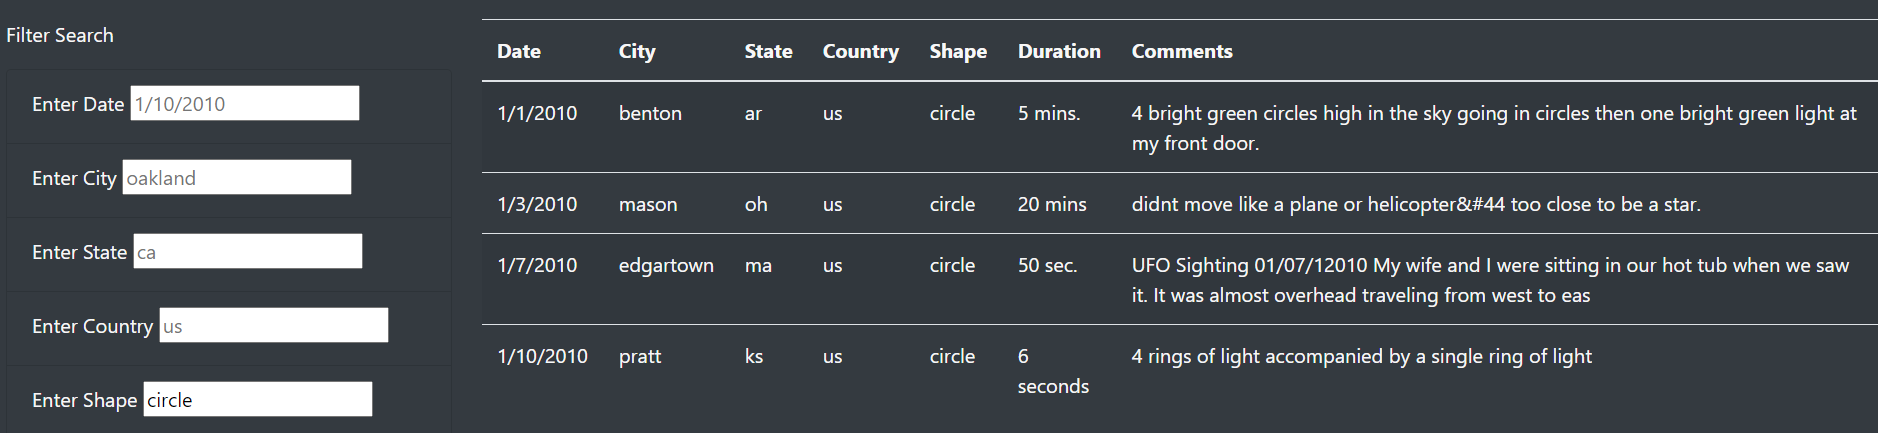 Filter Search
Enter Date 1/10/2010
Enter City oakland
Enter State ca
Enter Country us
Enter Shape circle
Date City State Country Shape Duration Comments
1/1/2010 benton ar us circle 5 mins. 4 bright green circles high in the sky going in circles then one bright green light at
my front door.
1/3/2010 mason oh us circle 20 mins didnt move like a plane or helicopter&#44 too close to be a star.
1/7/2010 edgartown ma us circle 50 sec. UFO Sighting 01/07/12010 My wife and I were sitting in our hot tub when we saw
it. It was almost overhead traveling from west to eas
1/10/2010 pratt ks us circle 6 4 rings of light accompanied by a single ring of light
seconds